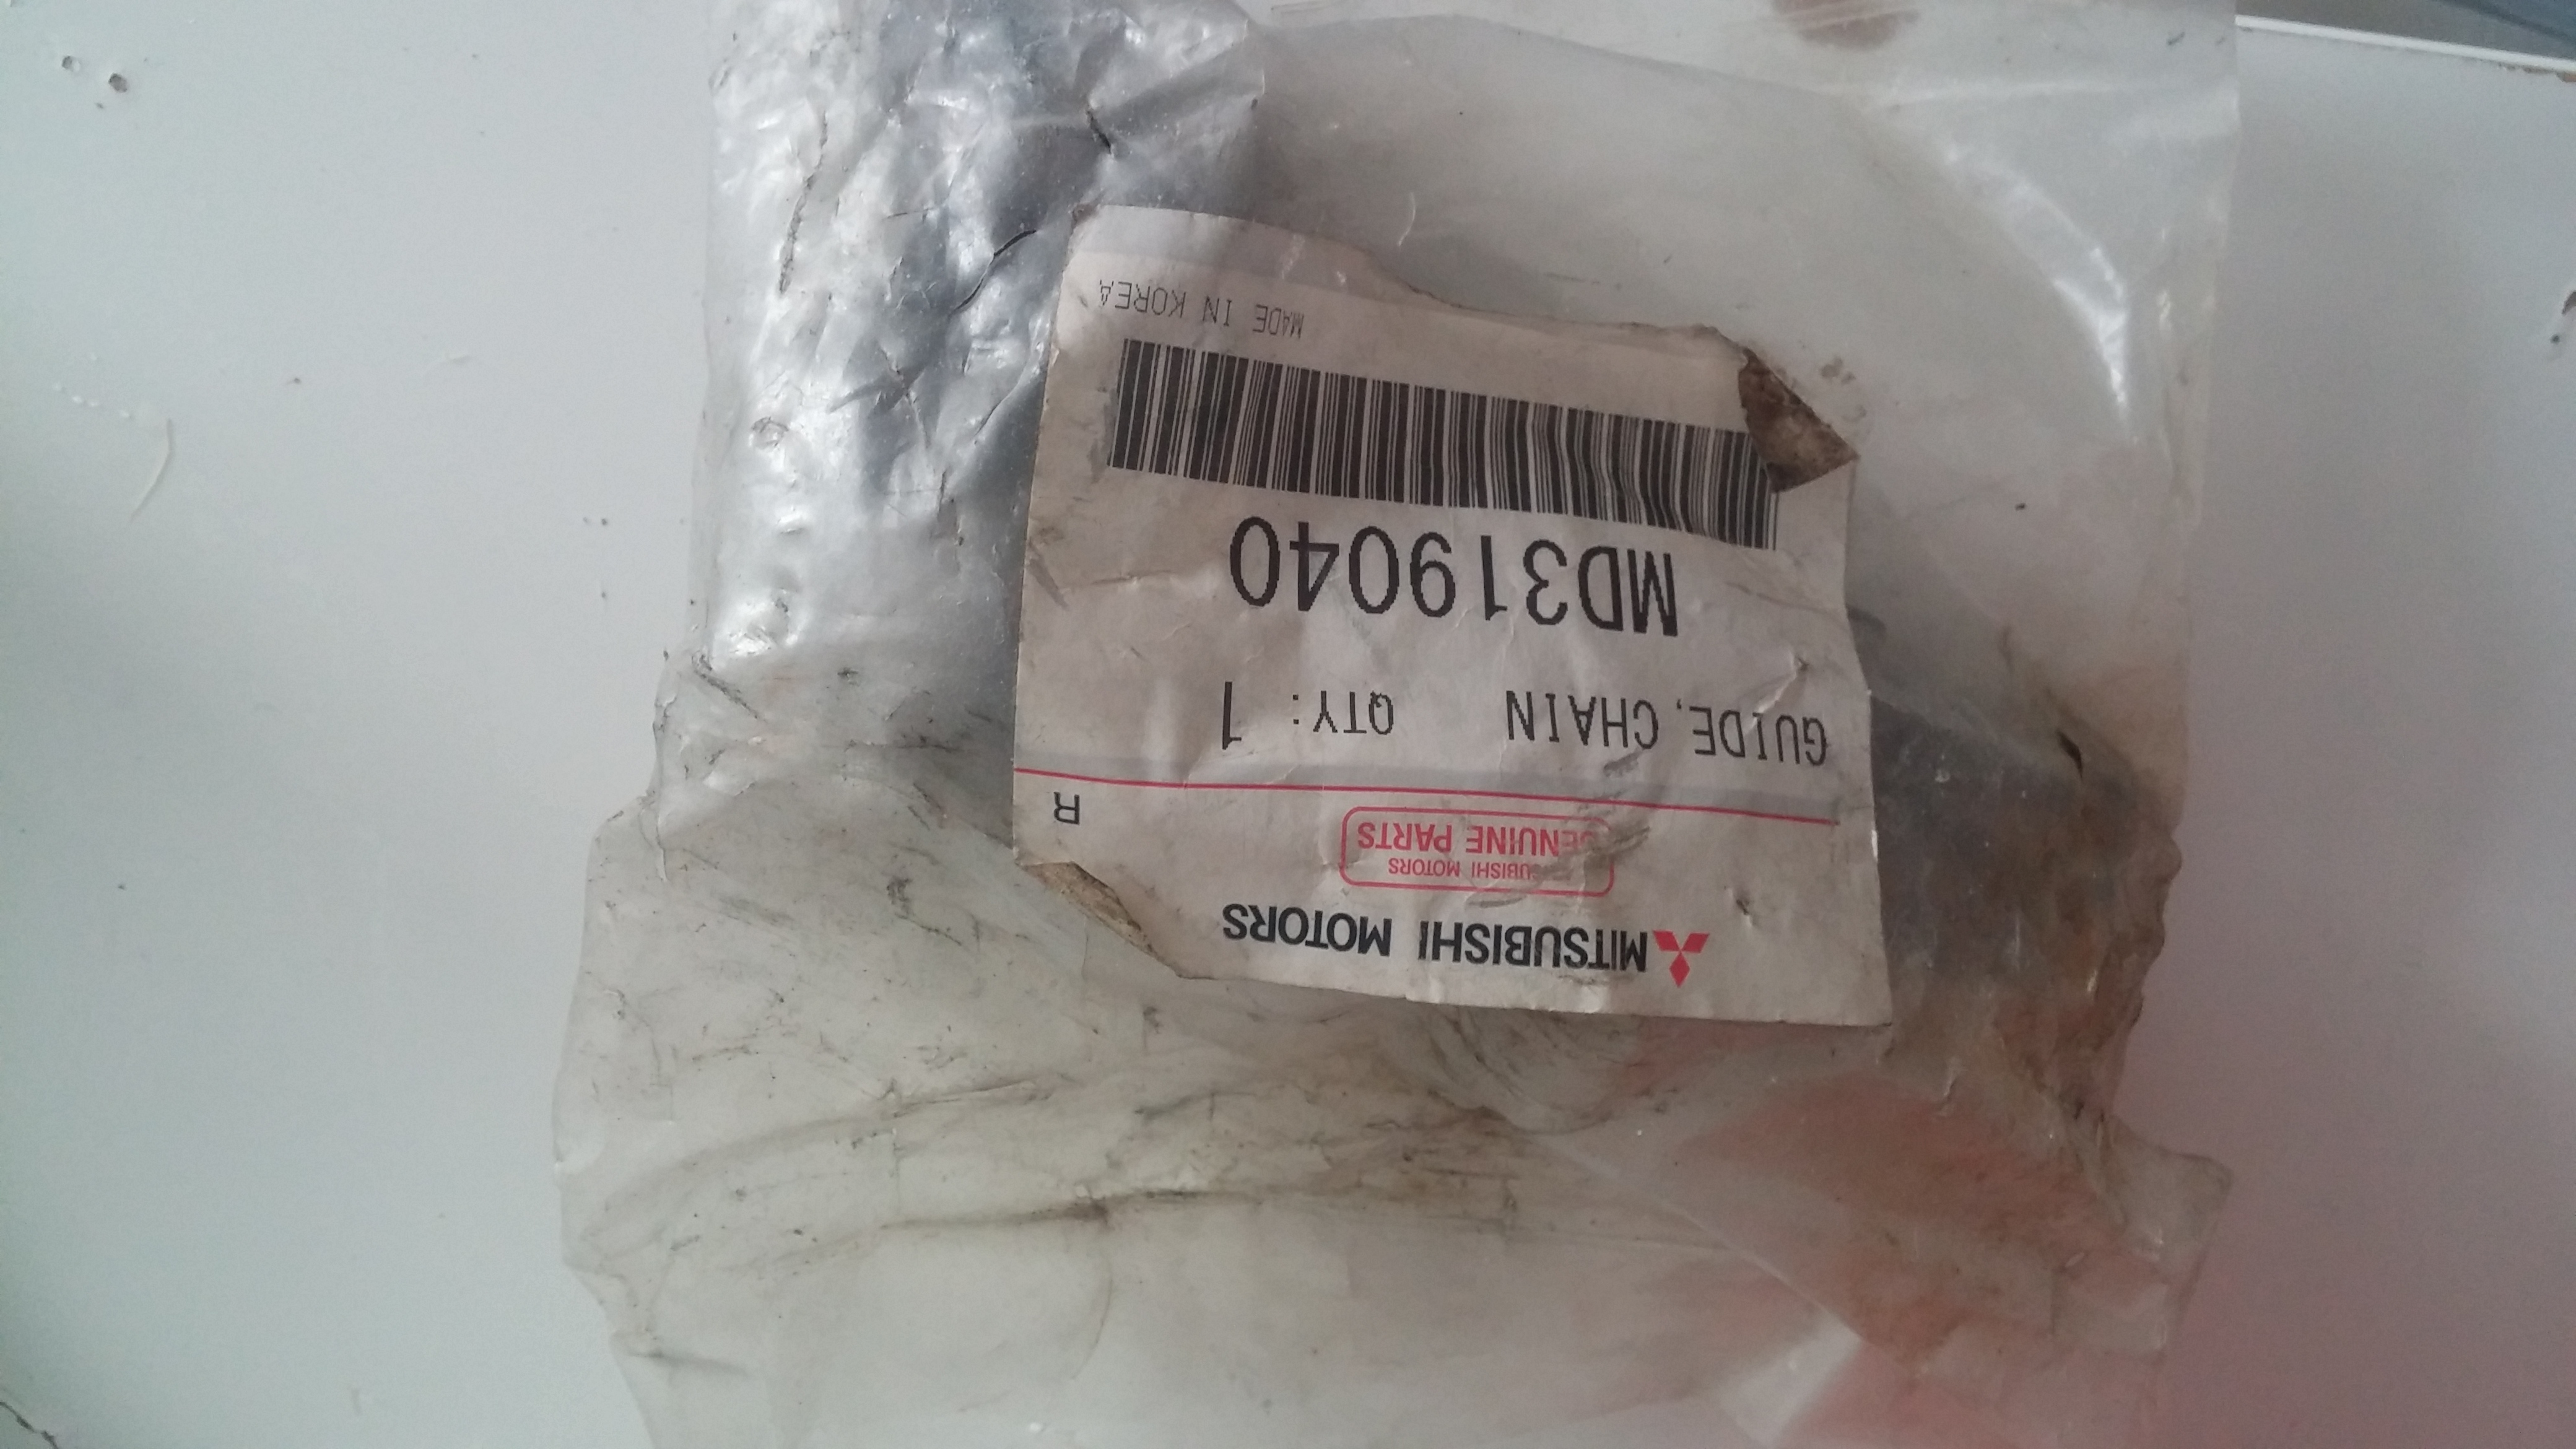 MITSUBISHI MOTORS
MITSUBISHI MOTORS
GENUINE PARTS
R
GUIDE, CHAIN QTY: 1
MD319040
MADE IN KOREA